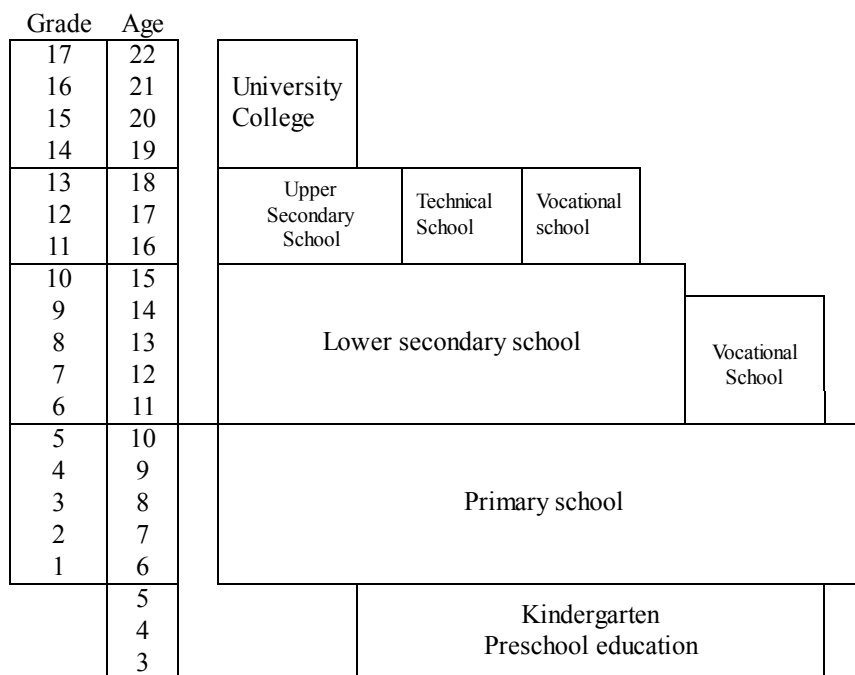 Grade Age
17 22
16 21
15 20
14 19
University
College
13 18
12 17
11 16
Upper
Secondary
School
Technical
School
Vocational
school
10 15
9 14
8 13
7 12
6 11
Lower secondary school
Vocational
School
5 10
4 9
3 8
2 7
1 6
Primary school
5
4
3
Kindergarten
Preschool education